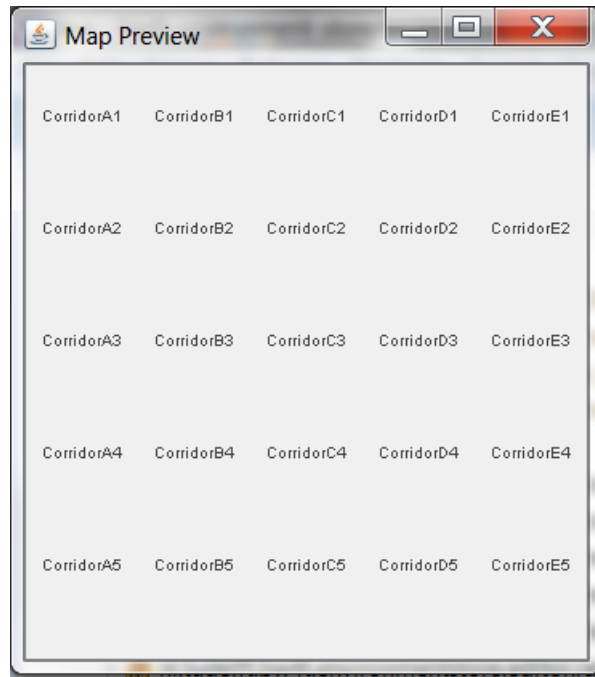 Map Preview
CorridorA1 CorridorB1 CorridorC1 CorridorD1 CorridorE1
CorridorA2 CorridorB2 CorridorC2 CorridorD2 CorridorE2
CorridorA3 CorridorB3 CorridorC3 CorridorD3 CorridorE3
CorridorA4 CorridorB4 CorridorC4 CorridorD4 CorridorE4
CorridorA5 CorridorB5 CorridorC5 CorridorD5 CorridorE5